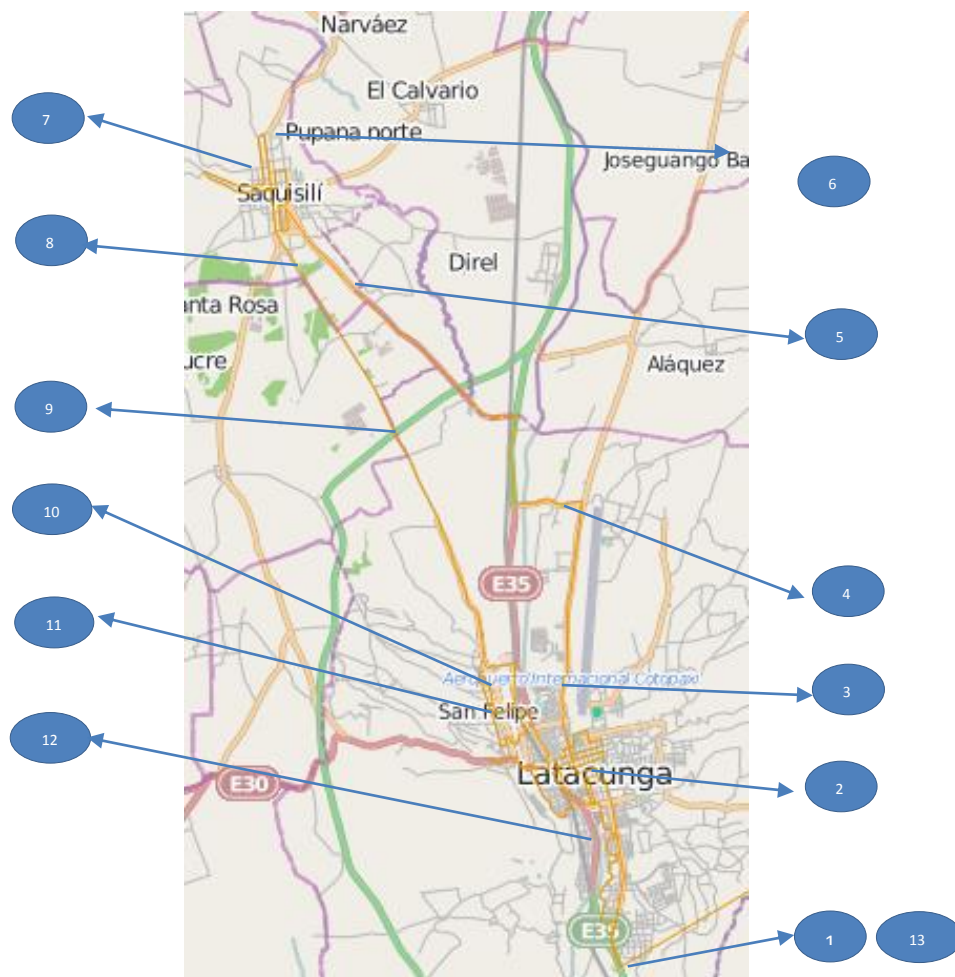 Narváez
El Calvario
7
Pupana norte
Joseguango Ba
6
Saquisilí
8
Direl
anta Rosa
5
ucre
Aláquez
9
10
E35
4
11
Aeropuerto Internacional Cotopaxi
3
San Felipe
12
Latacunga
E30
2
E35
1
13